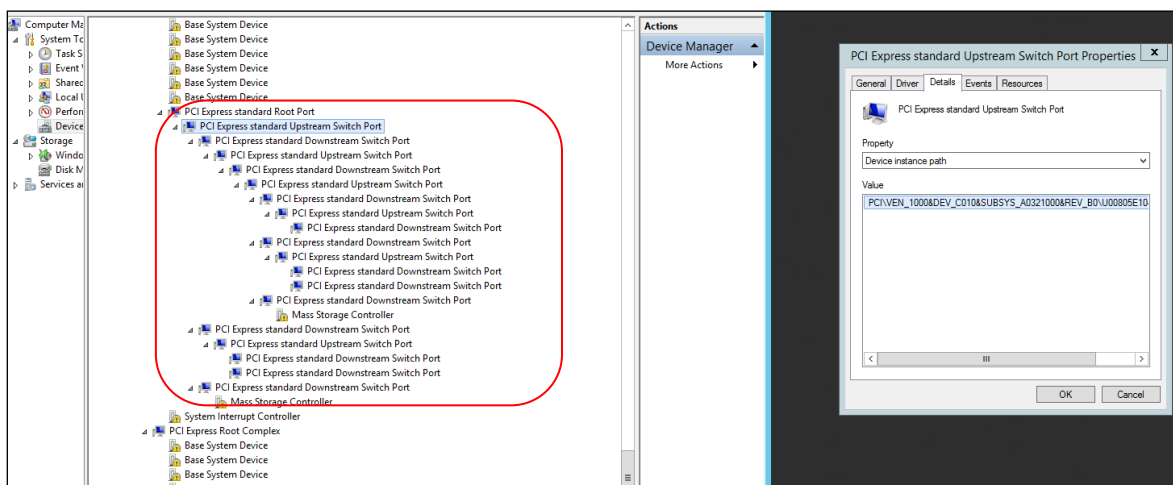 Computer Ma
System To
Task S
Event
Shared
Local U
Perforn
Device
Storage
Windo
Disk M
Services an
Base System Device
Base System Device
Base System Device
Base System Device
Base System Device
Base System Device
PCI Express standard Root Port
PCI Express standard Upstream Switch Port
PCI Express standard Downstream Switch Port
PCI Express standard Upstream Switch Port
PCI Express standard Downstream Switch Port
PCI Express standard Upstream Switch Port
PCI Express standard Downstream Switch Port
PCI Express standard Upstream Switch Port
PCI Express standard Downstream Switch Port
PCI Express standard Downstream Switch Port
PCI Express standard Upstream Switch Port
PCI Express standard Downstream Switch Port
PCI Express standard Downstream Switch Port
PCI Express standard Downstream Switch Port
Mass Storage Controller
PCI Express standard Downstream Switch Port
PCI Express standard Upstream Switch Port
PCI Express standard Downstream Switch Port
PCI Express standard Downstream Switch Port
PCI Express standard Downstream Switch Port
Mass Storage Controller
System Interrupt Controller
PCI Express Root Complex
Base System Device
Base System Device
Base System Device
Actions
Device Manager
More Actions
PCI Express standard Upstream Switch Port Properties
General Driver Details Events Resources
PCI Express standard Upstream Switch Port
Property
Device instance path
Value
PCI\VEN_1000&DEV_C010&SUBSYS_A0321000&REV_B0\U00805E10
OK Cancel